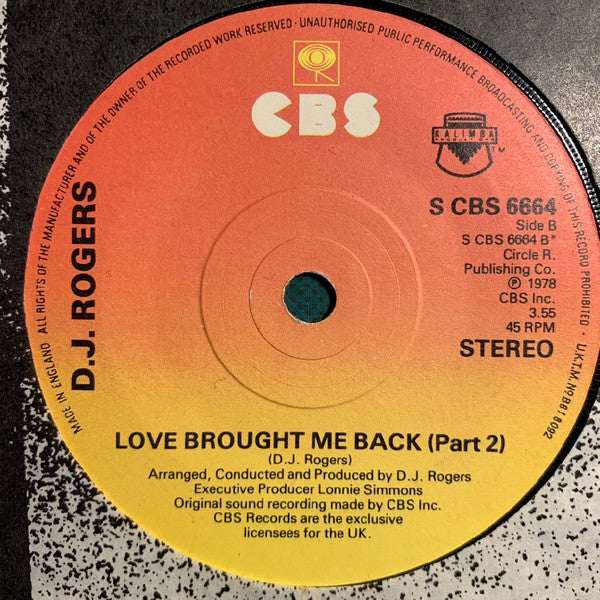 MADE IN ENGLAND ALL RIGHTS OF THE MANUFACTURER AND OF THE OWNER OF THE RECORDED WORK RESERVED · UNAUTHORISED PUBLIC PERFORMANCE BROADCASTING AND COPYING OF THIS RECORD PROHIBITED · U.K.T.M. No B618092
CBS
KALIMBA
PRODUCTIONS
TM
D.J. ROGERS
S CBS 6664
Side B
S CBS 6664 B*
Circle R.
Publishing Co.
Ⓟ 1978
CBS Inc.
3.55
45 RPM
STEREO
LOVE BROUGHT ME BACK (Part 2)
(D.J. Rogers)
Arranged, Conducted and Produced by D.J. Rogers
Executive Producer Lonnie Simmons
Original sound recording made by CBS Inc.
CBS Records are the exclusive
licensees for the UK.